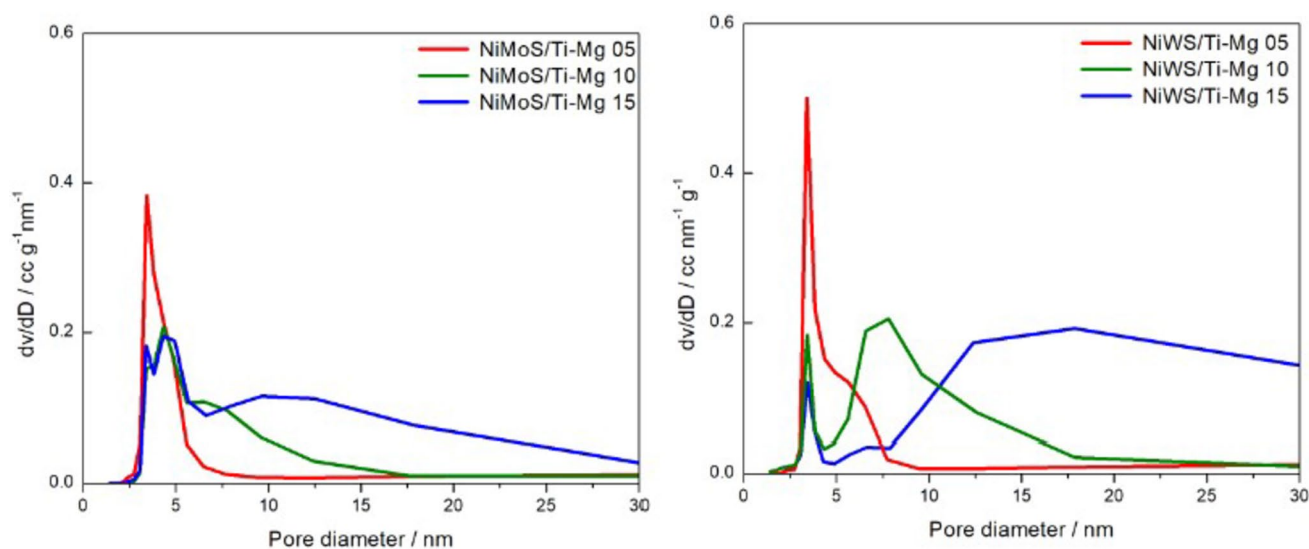 0.6
0.4
0.2
0.0
dv/dD / cc g⁻¹nm⁻¹
NiMoS/Ti-Mg 05
NiMoS/Ti-Mg 10
NiMoS/Ti-Mg 15
0 5 10 15 20 25 30
Pore diameter / nm
0.6
0.4
0.2
0.0
dv/dD / cc nm⁻¹ g⁻¹
NiWS/Ti-Mg 05
NiWS/Ti-Mg 10
NiWS/Ti-Mg 15
0 5 10 15 20 25 30
Pore diameter / nm